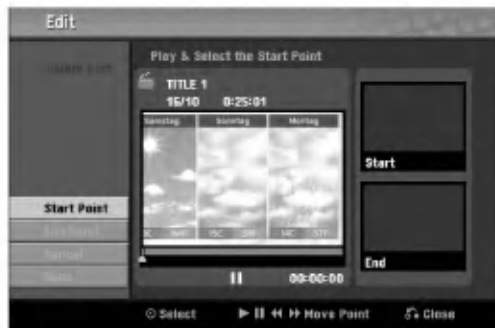 Edit
Play & Select the Start Point
TITLE 1
16/10 0:25:01
Samstag Sonntag Montag
Start
Start Point
End
00:00:00
Select Move Point Close